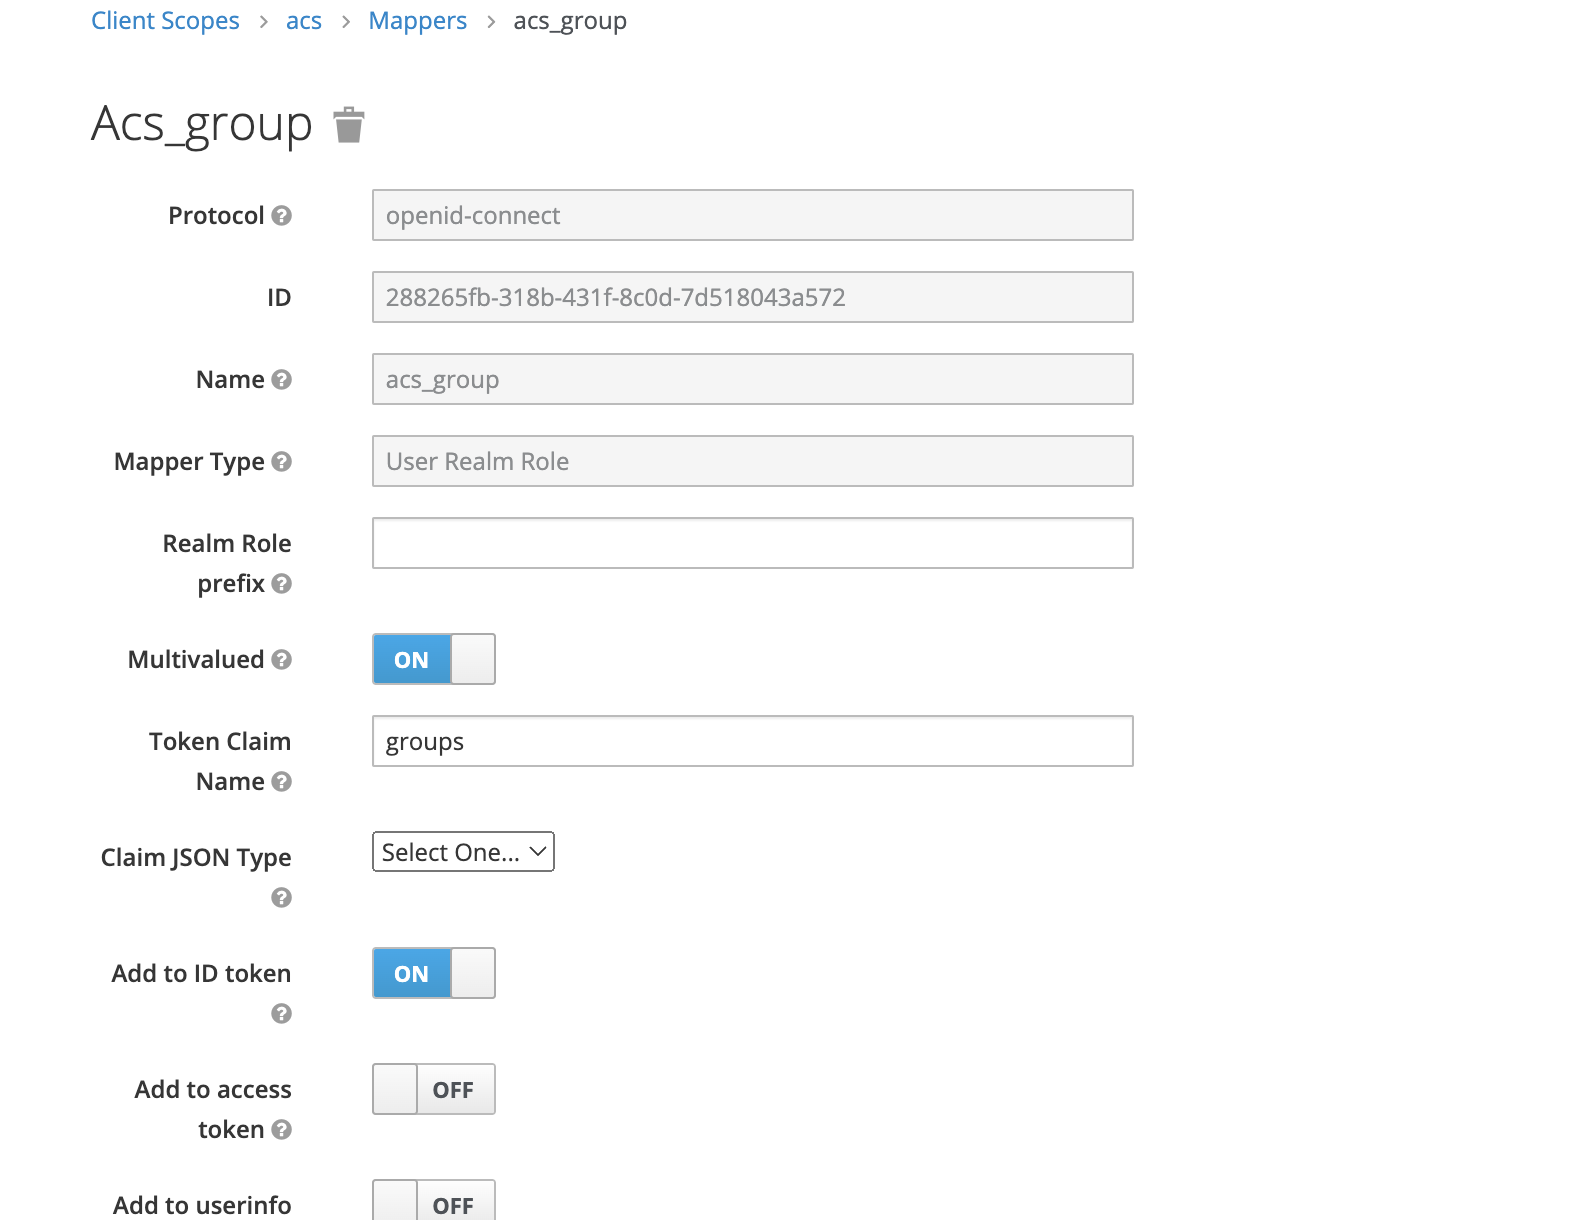 Client Scopes > acs > Mappers > acs_group
Acs_group
Protocol
openid-connect
ID
288265fb-318b-431f-8c0d-7d518043a572
Name
acs_group
Mapper Type
User Realm Role
Realm Role
prefix
Multivalued
ON
Token Claim
Name
groups
Claim JSON Type
Select One...
Add to ID token
ON
Add to access
token
OFF
Add to userinfo
OFF